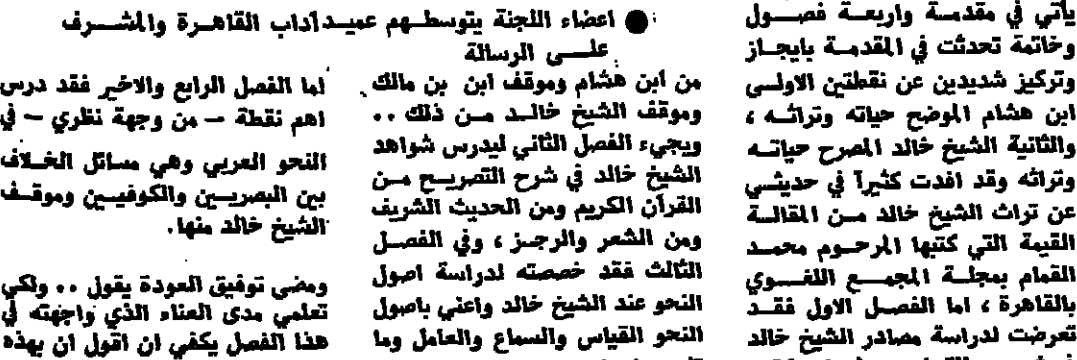 ● اعضاء اللجنة يتوسطهم عميد آداب القاهرة والمشرف
على الرسالة
يأتي في مقدمة واربعة فصول
وخاتمة تحدثت في المقدمة بايجاز
وتركيز شديدين عن نقطتين الاولى
ابن هشام الموضح حياته وتراثه ،
والثانية الشيخ خالد المصرح حياته
وتراثه وقد افدت كثيرآ في حديثي
عن تراث الشيخ خالد من المقالة
القيمة التي كتبها المرحوم محمد
القمام بمجلة المجمع اللغوي
بالقاهرة ، اما الفصل الاول فقد
تعرضت لدراسة مصادر الشيخ خالد
من ابن هشام وموقف ابن بن مالك
وموقف الشيخ خالد من ذلك ..
ويجيء الفصل الثاني ليدرس شواهد
الشيخ خالد في شرح التصريح من
القرآن الكريم ومن الحديث الشريف
ومن الشعر والرجز ، وفي الفصل
الثالث فقد خصصته لدراسة اصول
النحو عند الشيخ خالد واعني باصول
النحو القياس والسماع والعامل وما
اما الفصل الرابع والاخير فقد درس
اهم نقطة — من وجهة نظري — في
النحو العربي وهي مسائل الخلاف
بين البصريين والكوفيين وموقف
الشيخ خالد منها .
ومضى توفيق العودة يقول .. ولكي
تعلمي مدى العناء الذي واجهته في
هذا الفصل يكفي ان اقول ان بهذه